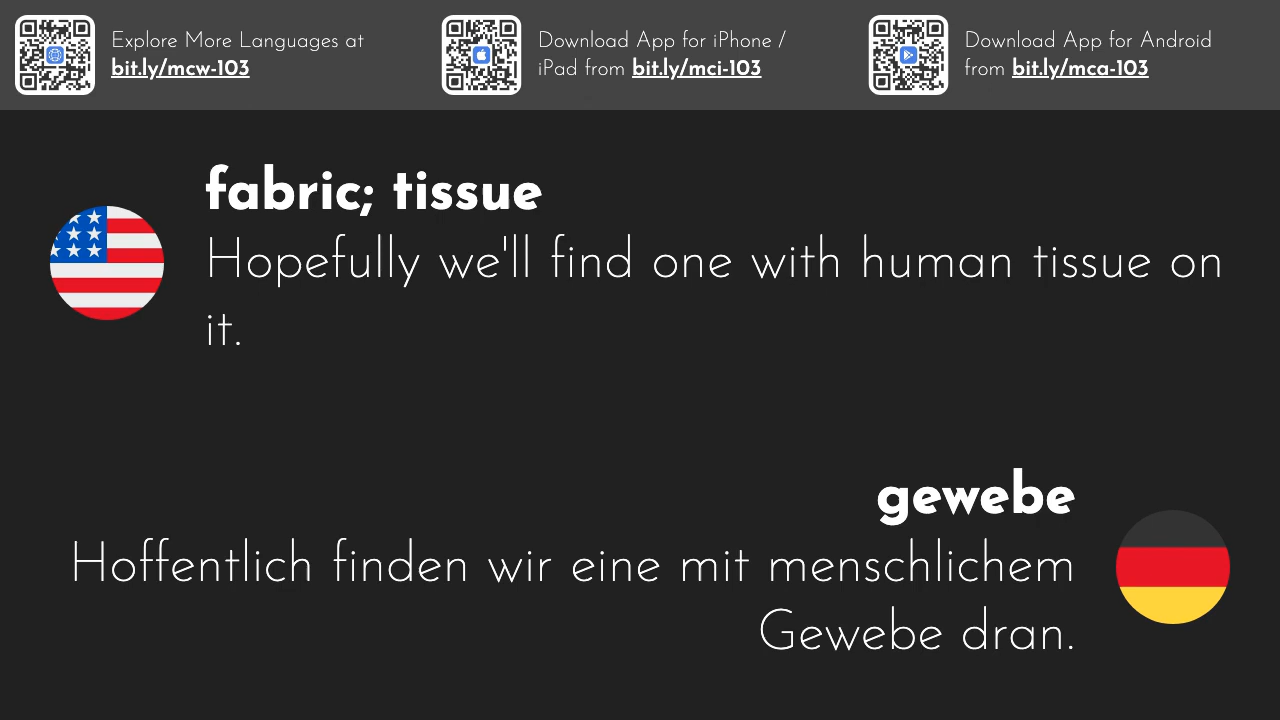 Explore More Languages at
bit.ly/mcw-103
Download App for iPhone /
iPad from bit.ly/mci-103
Download App for Android
from bit.ly/mca-103
fabric; tissue
Hopefully we'll find one with human tissue on
it.
gewebe
Hoffentlich finden wir eine mit menschlichem
Gewebe dran.